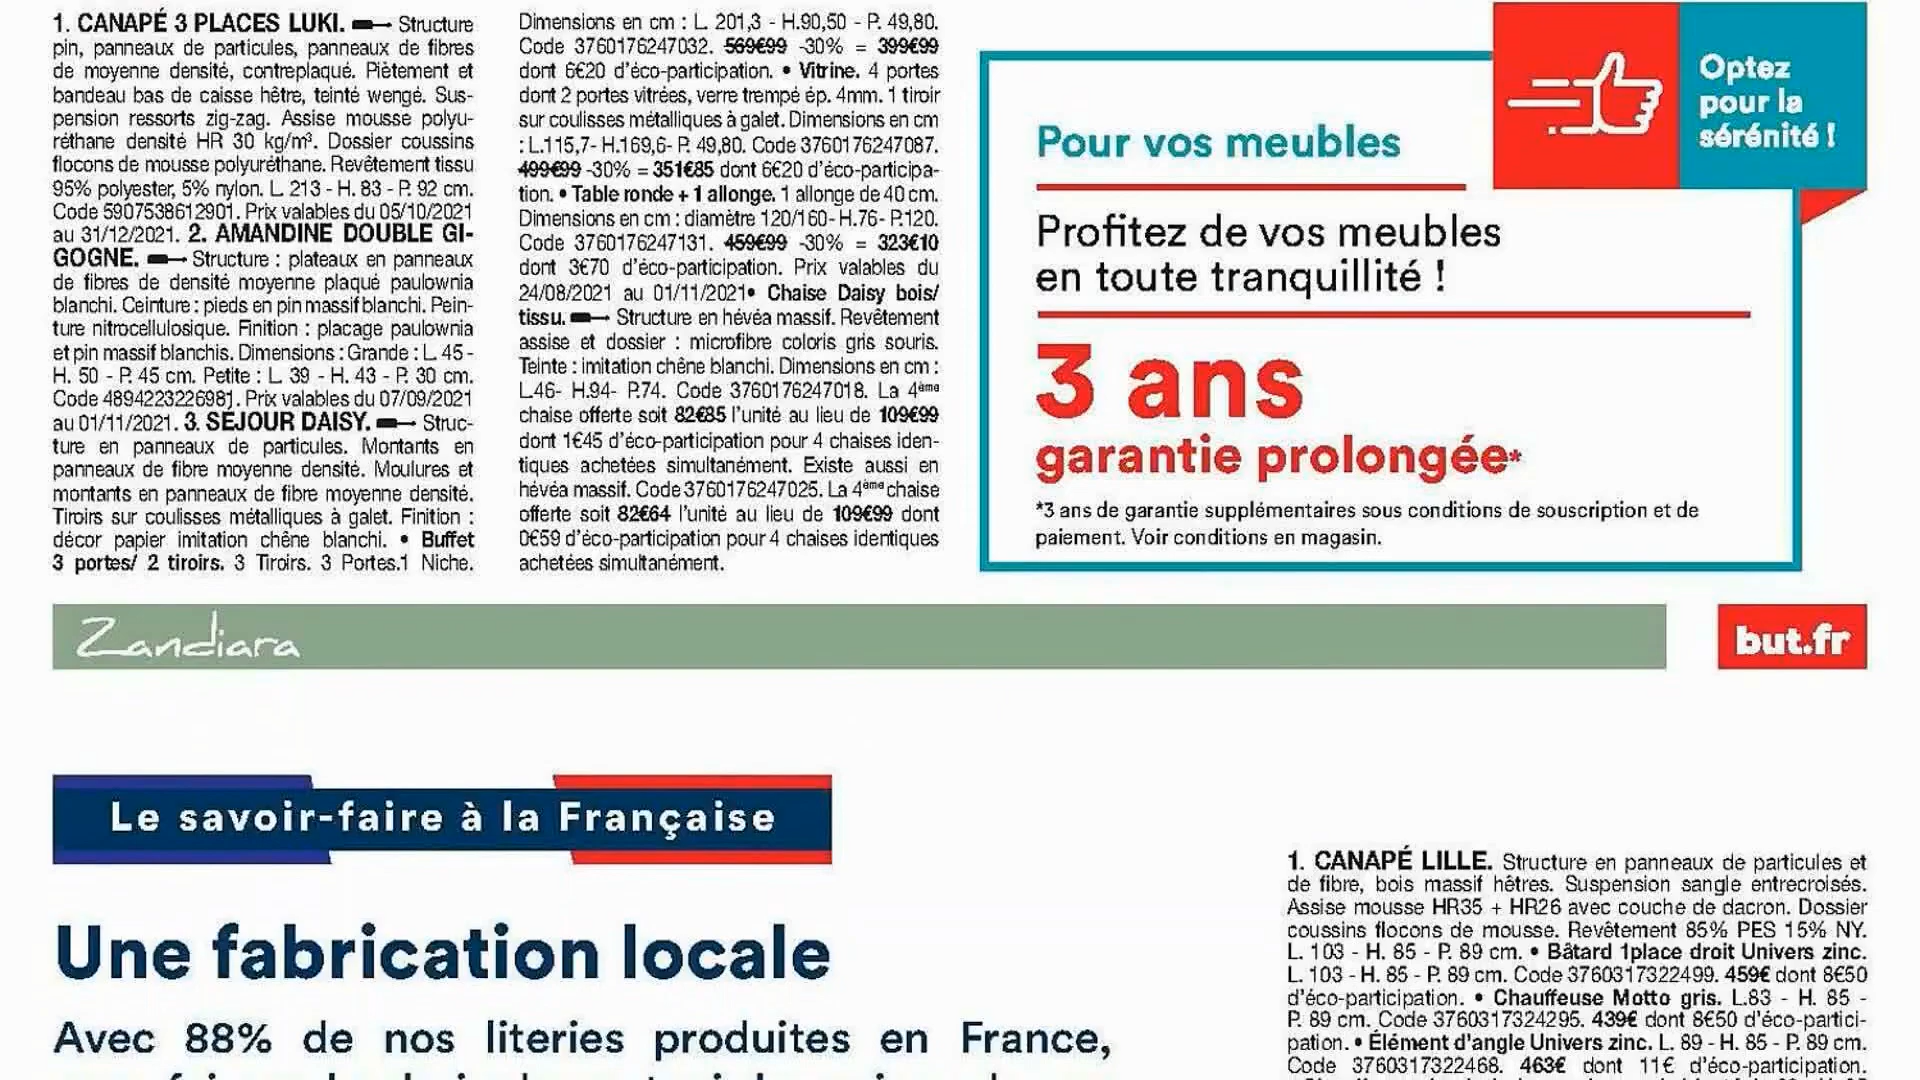 1. CANAPÉ 3 PLACES LUKI. Structure
pin, panneaux de particules, panneaux de fibres
de moyenne densité, contreplaqué. Piètement et
bandeau bas de caisse hêtre, teinté wengé. Sus-
pension ressorts zig-zag. Assise mousse polyu-
réthane densité HR 30 kg/m³. Dossier coussins
flocons de mousse polyuréthane. Revêtement tissu
95% polyester, 5% nylon. L. 213 - H. 83 - P. 92 cm.
Code 5907538612901. Prix valables du 05/10/2021
au 31/12/2021. 2. AMANDINE DOUBLE GI-
GOGNE. Structure : plateaux en panneaux
de fibres de densité moyenne plaqué paulownia
blanchi. Ceinture : pieds en pin massif blanchi. Pein-
ture nitrocellulosique. Finition : placage paulownia
et pin massif blanchis. Dimensions : Grande : L. 45 -
H. 50 - P. 45 cm. Petite : L. 39 - H. 43 - P. 30 cm.
Code 4894223226981. Prix valables du 07/09/2021
au 01/11/2021. 3. SÉJOUR DAISY. Struc-
ture en panneaux de particules. Montants en
panneaux de fibre moyenne densité. Moulures et
montants en panneaux de fibre moyenne densité.
Tiroirs sur coulisses métalliques à galet. Finition :
décor papier imitation chêne blanchi. • Buffet
3 portes/ 2 tiroirs. 3 Tiroirs. 3 Portes.1 Niche.
Dimensions en cm : L. 201,3 - H.90,50 - P. 49,80.
Code 3760176247032. 569€99 -30% = 399€99
dont 6€20 d'éco-participation. • Vitrine. 4 portes
dont 2 portes vitrées, verre trempé ép. 4mm. 1 tiroir
sur coulisses métalliques à galet. Dimensions en cm
: L.115,7- H.169,6- P. 49,80. Code 3760176247087.
499€99 -30% = 351€85 dont 6€20 d'éco-participa-
tion. • Table ronde + 1 allonge. 1 allonge de 40 cm.
Dimensions en cm : diamètre 120/160- H.76- P.120.
Code 3760176247131. 459€99 -30% = 323€10
dont 3€70 d'éco-participation. Prix valables du
24/08/2021 au 01/11/2021• Chaise Daisy bois/
tissu. Structure en hévéa massif. Revêtement
assise et dossier : microfibre coloris gris souris.
Teinte : imitation chêne blanchi. Dimensions en cm :
L.46- H.94- P.74. Code 3760176247018. La 4ème
chaise offerte soit 82€85 l'unité au lieu de 109€99
dont 1€45 d'éco-participation pour 4 chaises iden-
tiques achetées simultanément. Existe aussi en
hévéa massif. Code 3760176247025. La 4ème chaise
offerte soit 82€64 l'unité au lieu de 109€99 dont
0€59 d'éco-participation pour 4 chaises identiques
achetées simultanément.
Optez
pour la
sérénité !
Pour vos meubles
Profitez de vos meubles
en toute tranquillité !
3 ans
garantie prolongée*
*3 ans de garantie supplémentaires sous conditions de souscription et de
paiement. Voir conditions en magasin.
Zandiara
but.fr
Le savoir-faire à la Française
Une fabrication locale
Avec 88% de nos literies produites en France,
1. CANAPÉ LILLE. Structure en panneaux de particules et
de fibre, bois massif hêtres. Suspension sangle entrecroisés.
Assise mousse HR35 + HR26 avec couche de dacron. Dossier
coussins flocons de mousse. Revêtement 85% PES 15% NY.
L. 103 - H. 85 - P. 89 cm. • Bâtard 1place droit Univers zinc.
L. 103 - H. 85 - P. 89 cm. Code 3760317322499. 459€ dont 8€50
d'éco-participation. • Chauffeuse Motto gris. L.83 - H. 85 -
P. 89 cm. Code 3760317324295. 439€ dont 8€50 d'éco-partici-
pation. • Élément d'angle Univers zinc. L. 89 - H. 85 - P. 89 cm.
Code 3760317322468. 463€ dont 11€ d'éco-participation.